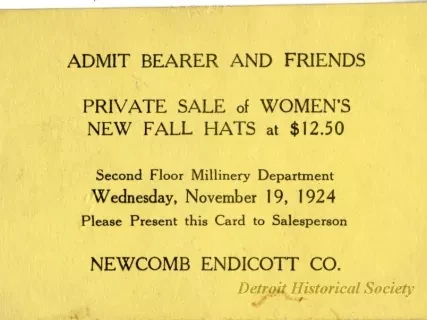 ADMIT BEARER AND FRIENDS
PRIVATE SALE of WOMEN'S
NEW FALL HATS at $12.50
Second Floor Millinery Department
Wednesday, November 19, 1924
Please Present this Card to Salesperson
NEWCOMB ENDICOTT CO.
Detroit Historical Society